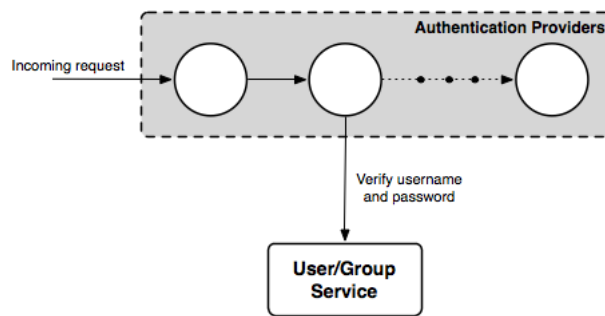 Authentication Providers
Incoming request
Verify username
and password
User/Group
Service